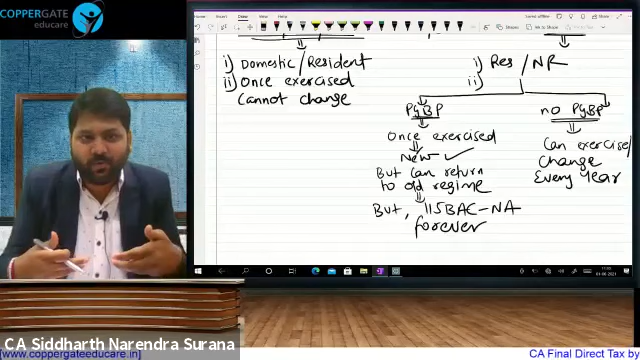 COPPERGATE
educare
i) Domestic/Resident
ii) Once exercised
Cannot change
i) Res / NR
ii)
PGBP
Once exercised
New ✓
But can return
to old regime
But, 115BAC-NA
forever
no PGBP
Can exercise/
Change
Every Year
CA Siddharth Narendra Surana
[www.coppergateeducare.in]
CA Final Direct Tax by